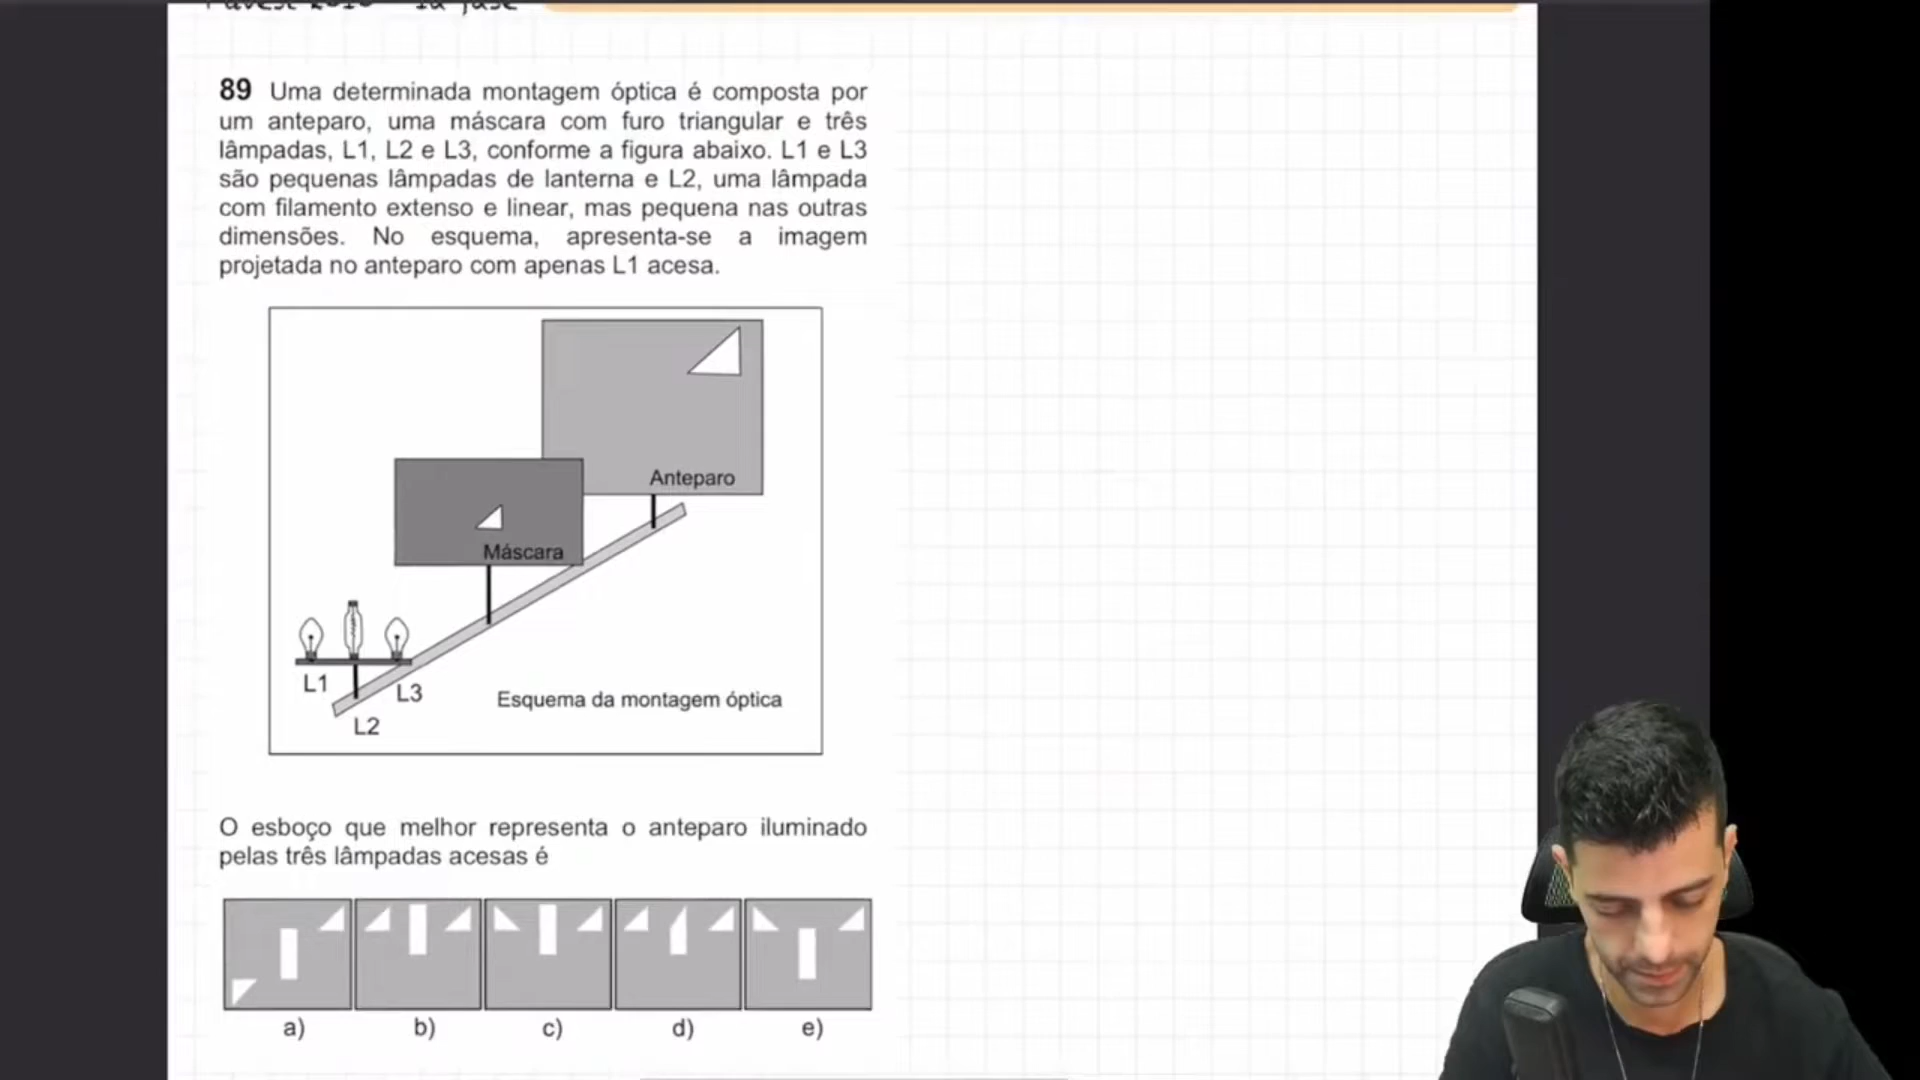 89 Uma determinada montagem óptica é composta por
um anteparo, uma máscara com furo triangular e três
lâmpadas, L1, L2 e L3, conforme a figura abaixo. L1 e L3
são pequenas lâmpadas de lanterna e L2, uma lâmpada
com filamento extenso e linear, mas pequena nas outras
dimensões. No esquema, apresenta-se a imagem
projetada no anteparo com apenas L1 acesa.
Anteparo
Máscara
L1
L3
L2
Esquema da montagem óptica
O esboço que melhor representa o anteparo iluminado
pelas três lâmpadas acesas é
a) b) c) d) e)